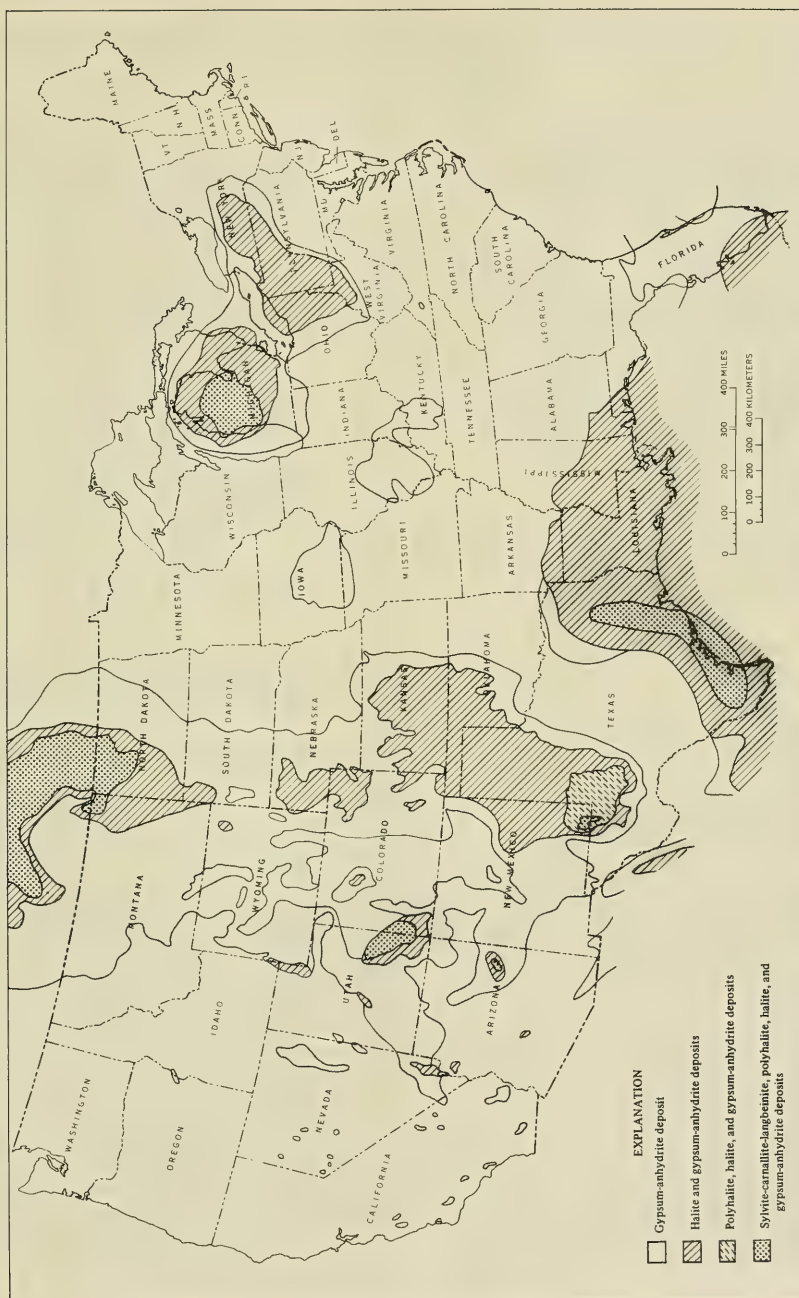 WASHINGTON
OREGON
CALIFORNIA
NEVADA
IDAHO
MONTANA
WYOMING
UTAH
COLORADO
ARIZONA
NEW MEXICO
NORTH DAKOTA
SOUTH DAKOTA
NEBRASKA
KANSAS
OKLAHOMA
TEXAS
MINNESOTA
IOWA
MISSOURI
ARKANSAS
LOUISIANA
WISCONSIN
ILLINOIS
MICHIGAN
INDIANA
OHIO
KENTUCKY
TENNESSEE
MISSISSIPPI
ALABAMA
GEORGIA
FLORIDA
SOUTH CAROLINA
NORTH CAROLINA
VIRGINIA
WEST VIRGINIA
PENNSYLVANIA
NEW YORK
MD
DEL
NJ
CONN
R I
MASS
VT
N H
MAINE
EXPLANATION
Gypsum-anhydrite deposit
Halite and gypsum-anhydrite deposits
Polyhalite, halite, and gypsum-anhydrite deposits
Sylvite-carnallite-langbeinite, polyhalite, halite, and
gypsum-anhydrite deposits
0 100 200 300 400 MILES
0 100 200 300 400 KILOMETERS